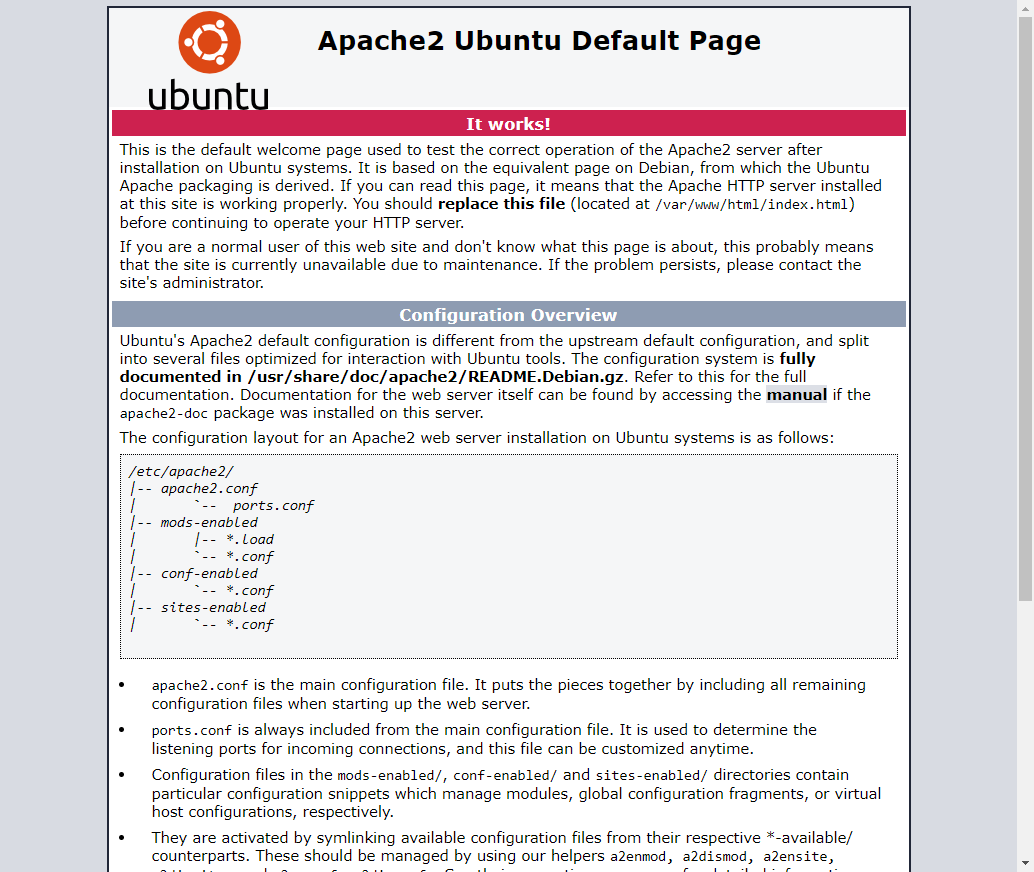 ubuntu
Apache2 Ubuntu Default Page
It works!
This is the default welcome page used to test the correct operation of the Apache2 server after
installation on Ubuntu systems. It is based on the equivalent page on Debian, from which the Ubuntu
Apache packaging is derived. If you can read this page, it means that the Apache HTTP server installed
at this site is working properly. You should replace this file (located at /var/www/html/index.html)
before continuing to operate your HTTP server.
If you are a normal user of this web site and don't know what this page is about, this probably means
that the site is currently unavailable due to maintenance. If the problem persists, please contact the
site's administrator.
Configuration Overview
Ubuntu's Apache2 default configuration is different from the upstream default configuration, and split
into several files optimized for interaction with Ubuntu tools. The configuration system is fully
documented in /usr/share/doc/apache2/README.Debian.gz. Refer to this for the full
documentation. Documentation for the web server itself can be found by accessing the manual if the
apache2-doc package was installed on this server.
The configuration layout for an Apache2 web server installation on Ubuntu systems is as follows:
/etc/apache2/
|-- apache2.conf
|       `--  ports.conf
|-- mods-enabled
|       |-- *.load
|       `-- *.conf
|-- conf-enabled
|       `-- *.conf
|-- sites-enabled
|       `-- *.conf
• apache2.conf is the main configuration file. It puts the pieces together by including all remaining
configuration files when starting up the web server.
• ports.conf is always included from the main configuration file. It is used to determine the
listening ports for incoming connections, and this file can be customized anytime.
• Configuration files in the mods-enabled/, conf-enabled/ and sites-enabled/ directories contain
particular configuration snippets which manage modules, global configuration fragments, or virtual
host configurations, respectively.
• They are activated by symlinking available configuration files from their respective *-available/
counterparts. These should be managed by using our helpers a2enmod, a2dismod, a2ensite,